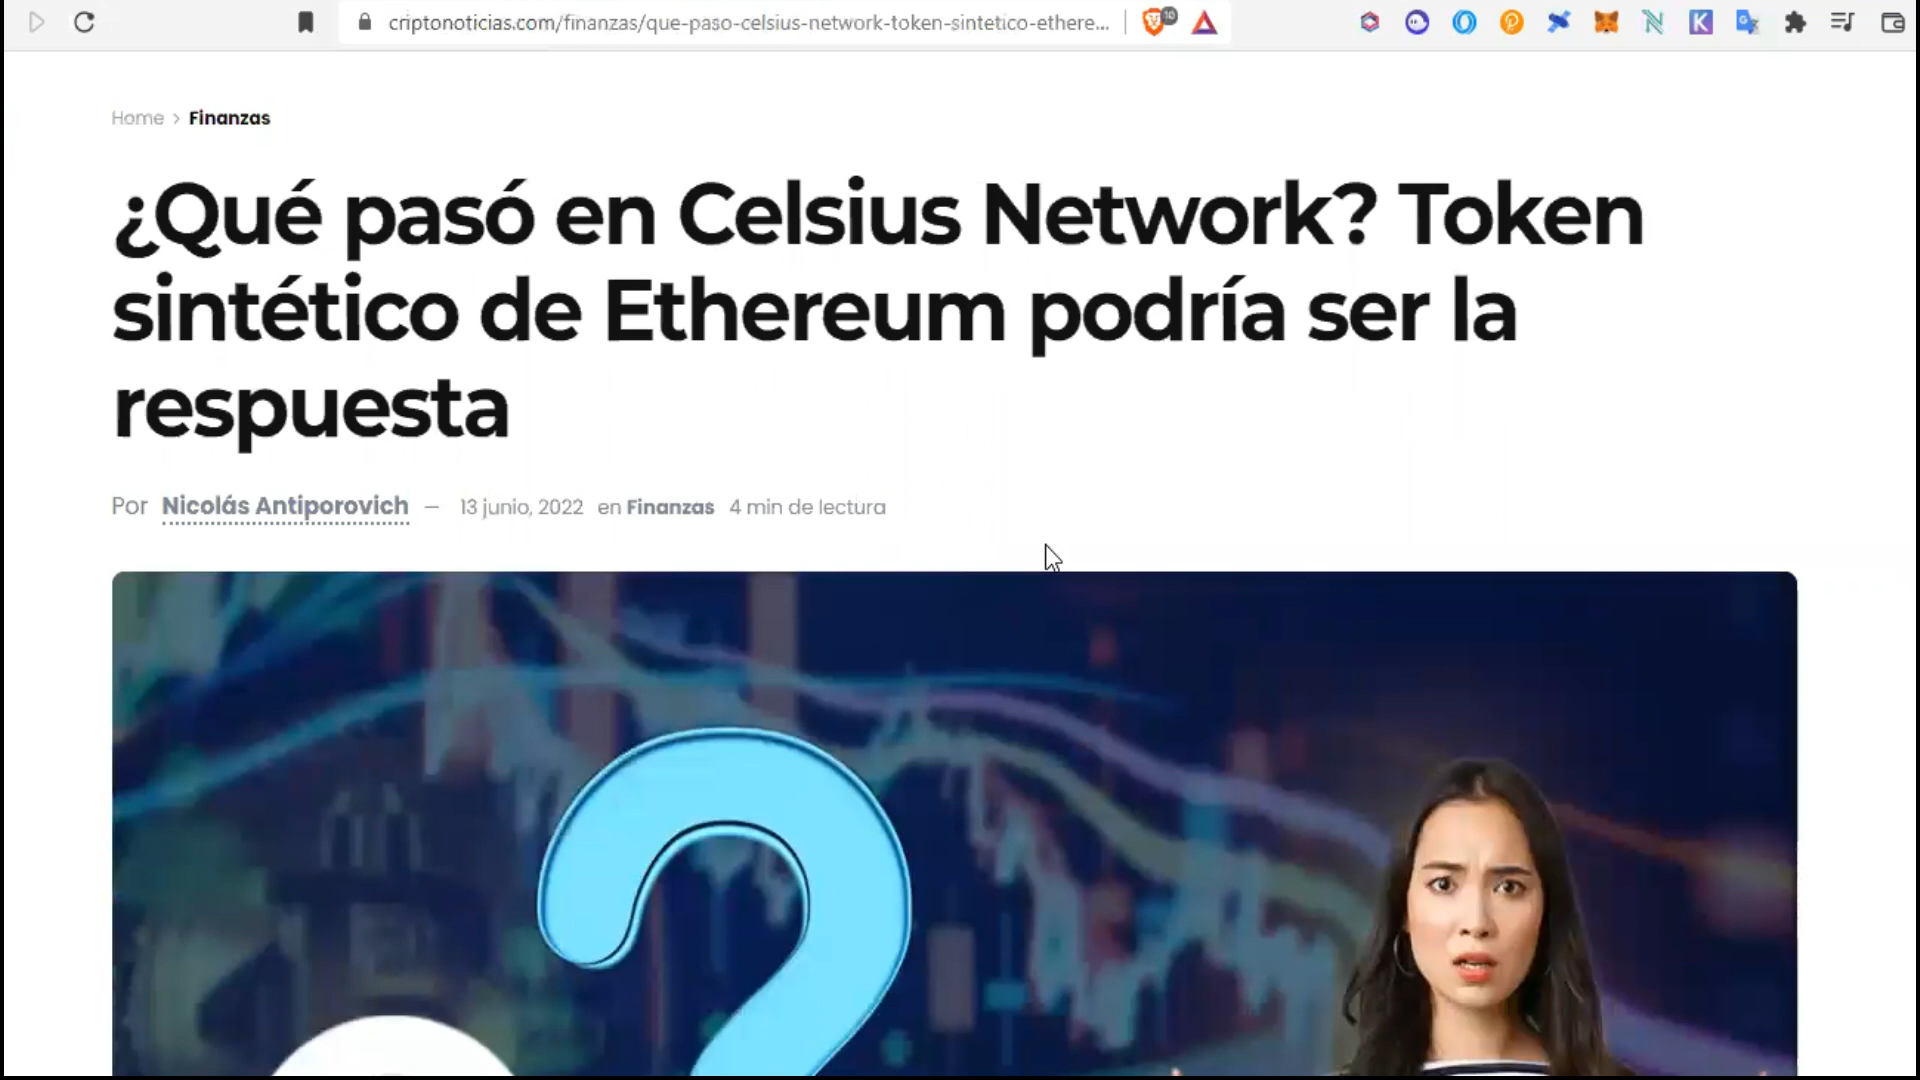 criptonoticias.com/finanzas/que-paso-celsius-network-token-sintetico-ethere...
10
K
Home > Finanzas
¿Qué pasó en Celsius Network? Token
sintético de Ethereum podría ser la
respuesta
Por Nicolás Antiporovich — 13 junio, 2022 en Finanzas 4 min de lectura
?